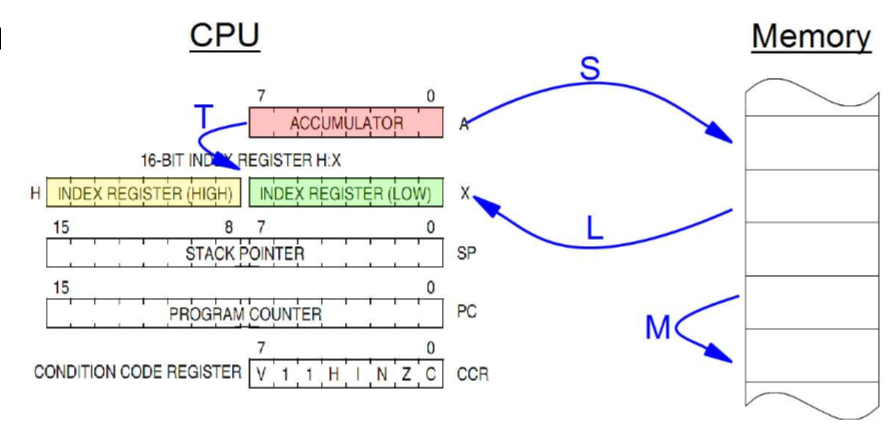 CPU
Memory
S
7 0
T
ACCUMULATOR A
16-BIT INDEX REGISTER H:X
H INDEX REGISTER (HIGH) INDEX REGISTER (LOW) X
L
15 8 7 0
STACK POINTER SP
15 0
PROGRAM COUNTER PC
M
7 0
CONDITION CODE REGISTER V 1 1 H I N Z C CCR